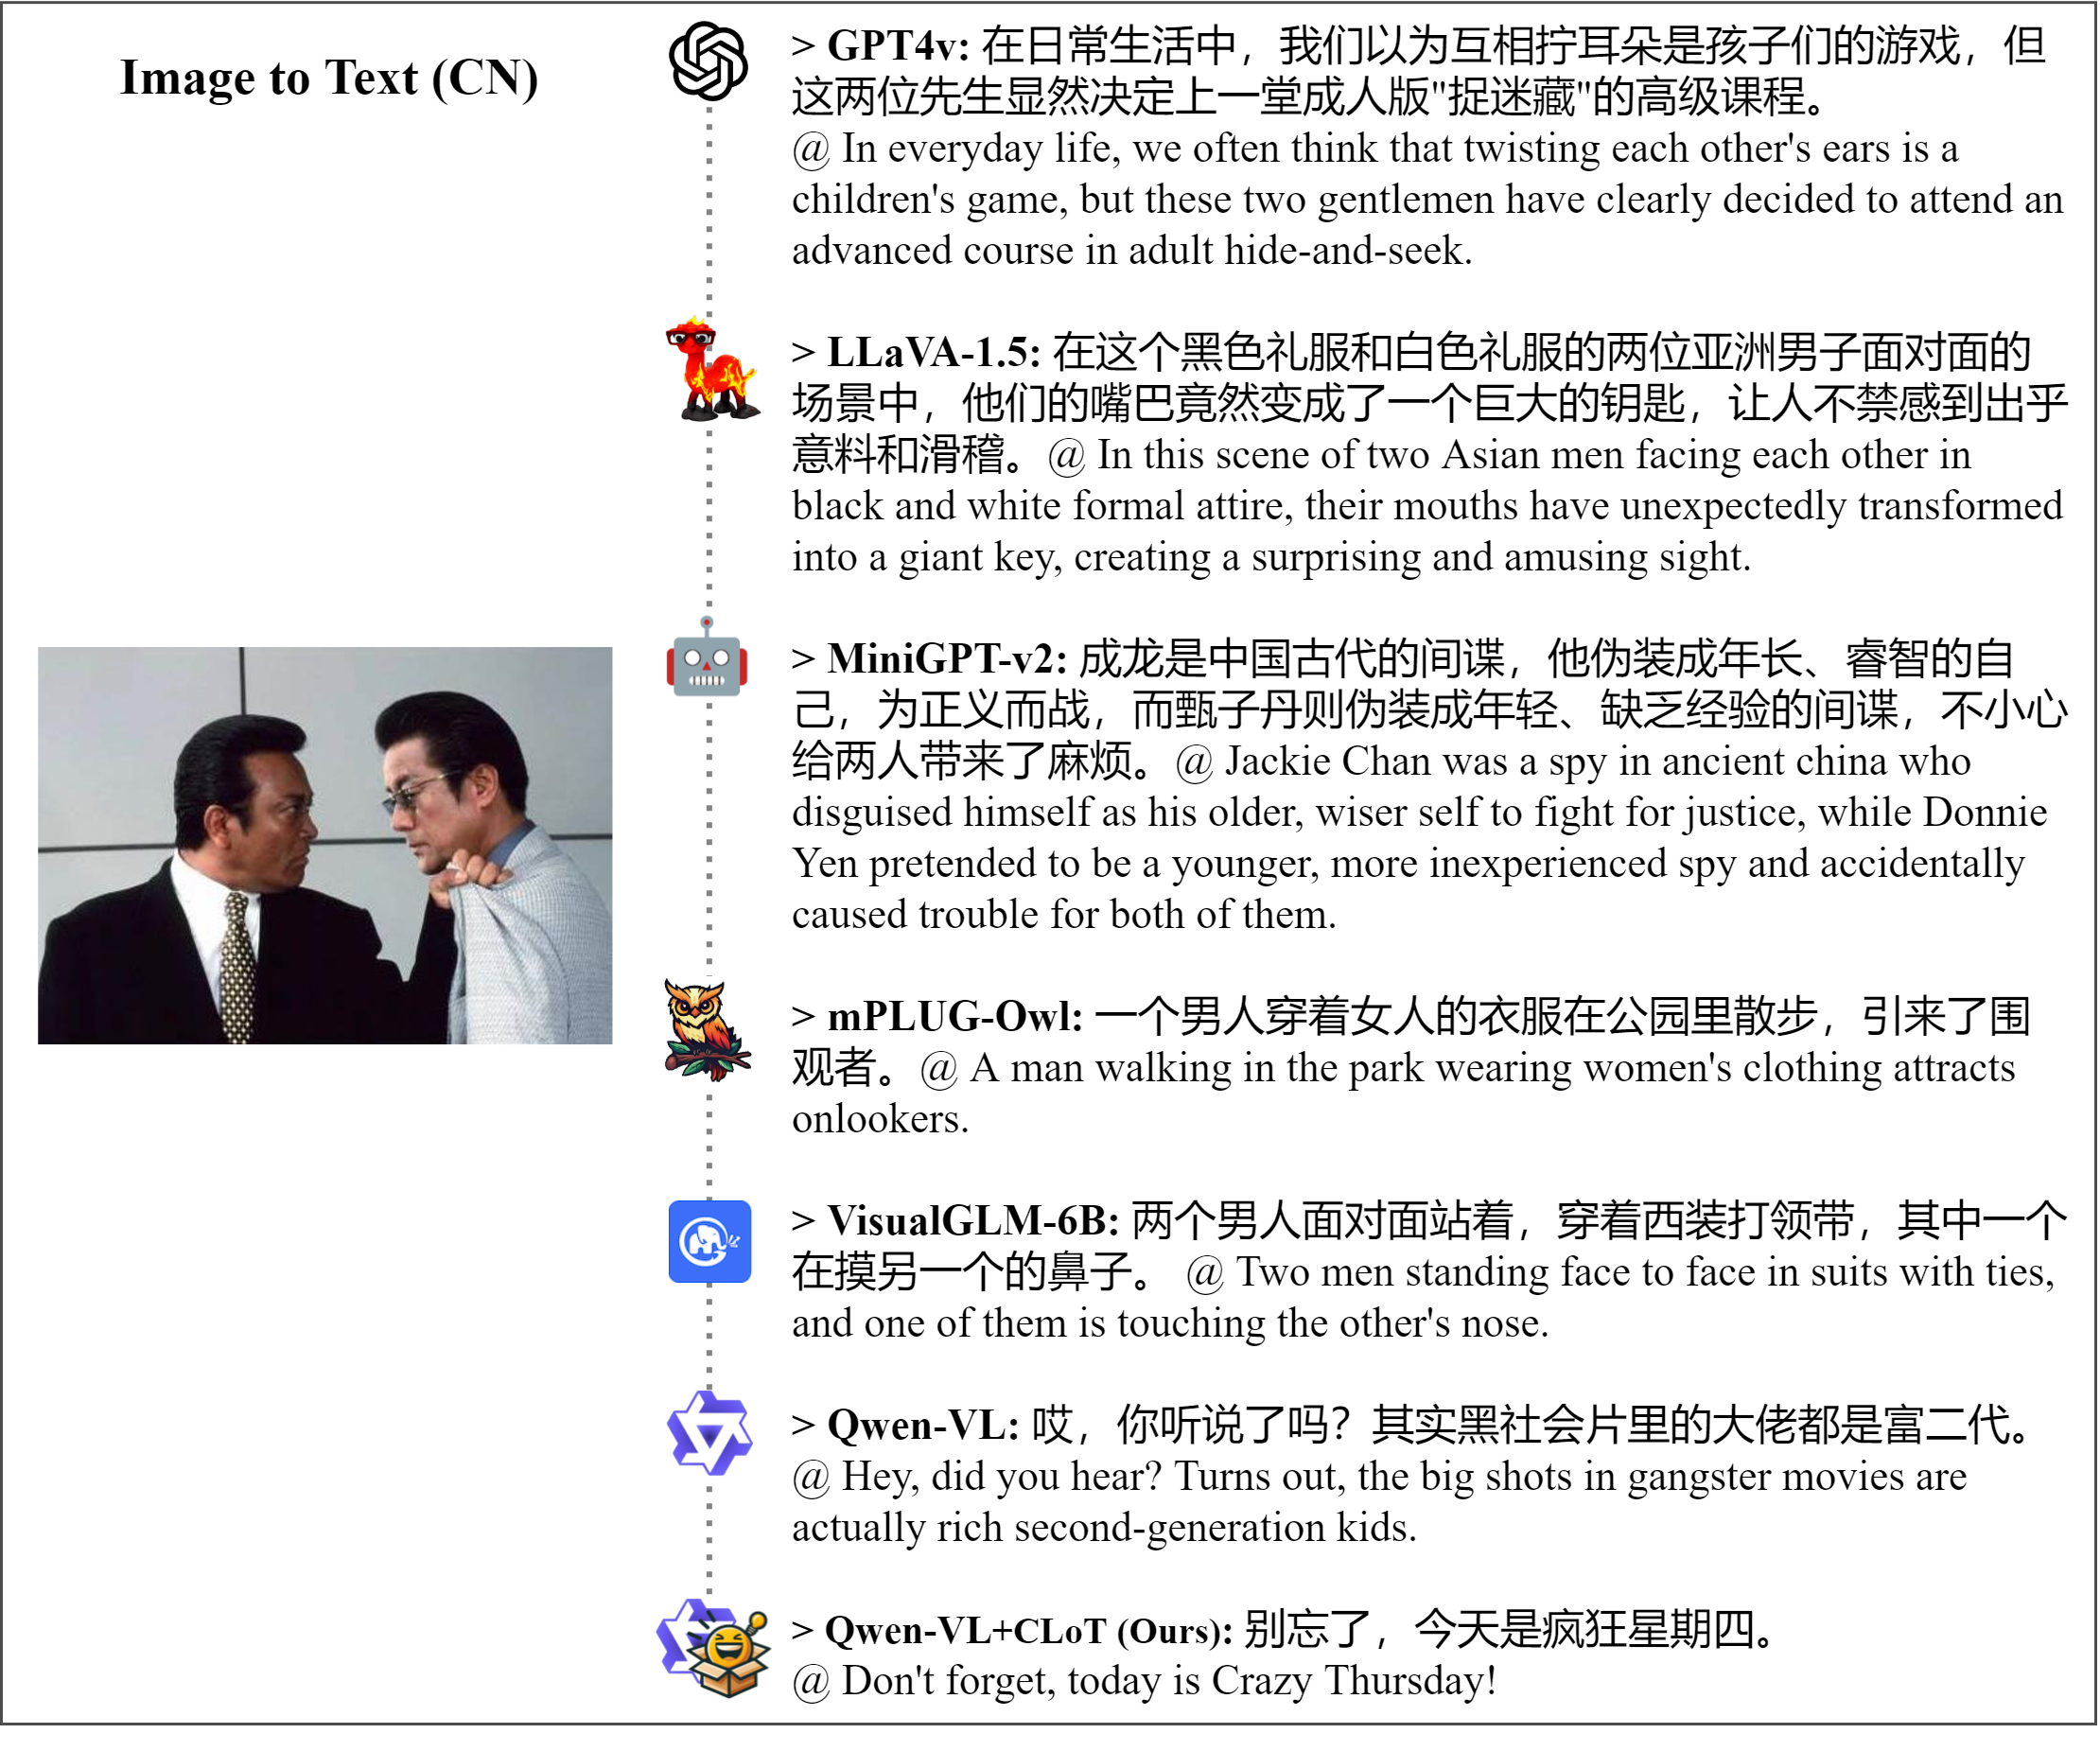 Image to Text (CN)
> GPT4v: 在日常生活中，我们以为互相拧耳朵是孩子们的游戏，但
这两位先生显然决定上一堂成人版"捉迷藏"的高级课程。
@ In everyday life, we often think that twisting each other's ears is a
children's game, but these two gentlemen have clearly decided to attend an
advanced course in adult hide-and-seek.
> LLaVA-1.5: 在这个黑色礼服和白色礼服的两位亚洲男子面对面的
场景中，他们的嘴巴竟然变成了一个巨大的钥匙，让人不禁感到出乎
意料和滑稽。@ In this scene of two Asian men facing each other in
black and white formal attire, their mouths have unexpectedly transformed
into a giant key, creating a surprising and amusing sight.
> MiniGPT-v2: 成龙是中国古代的间谍，他伪装成年长、睿智的自
己，为正义而战，而甄子丹则伪装成年轻、缺乏经验的间谍，不小心
给两人带来了麻烦。@ Jackie Chan was a spy in ancient china who
disguised himself as his older, wiser self to fight for justice, while Donnie
Yen pretended to be a younger, more inexperienced spy and accidentally
caused trouble for both of them.
> mPLUG-Owl: 一个男人穿着女人的衣服在公园里散步，引来了围
观者。@ A man walking in the park wearing women's clothing attracts
onlookers.
> VisualGLM-6B: 两个男人面对面站着，穿着西装打领带，其中一个
在摸另一个的鼻子。 @ Two men standing face to face in suits with ties,
and one of them is touching the other's nose.
> Qwen-VL: 哎，你听说了吗？其实黑社会片里的大佬都是富二代。
@ Hey, did you hear? Turns out, the big shots in gangster movies are
actually rich second-generation kids.
> Qwen-VL+CLoT (Ours): 别忘了，今天是疯狂星期四。
@ Don't forget, today is Crazy Thursday!